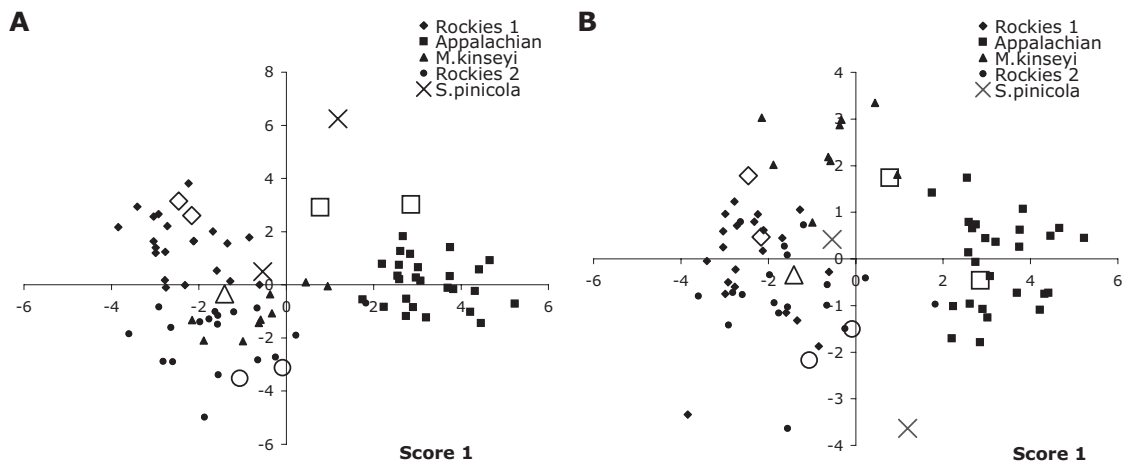 A
Rockies 1
Appalachian
M.kinseyi
Rockies 2
S.pinicola
8
6
4
2
0
-2
-4
-6
-6 -4 -2 0 2 4 6
Score 1
B
Rockies 1
Appalachian
M.kinseyi
Rockies 2
S.pinicola
4
3
2
1
0
-1
-2
-3
-4
-6 -4 -2 0 2 4 6
Score 1